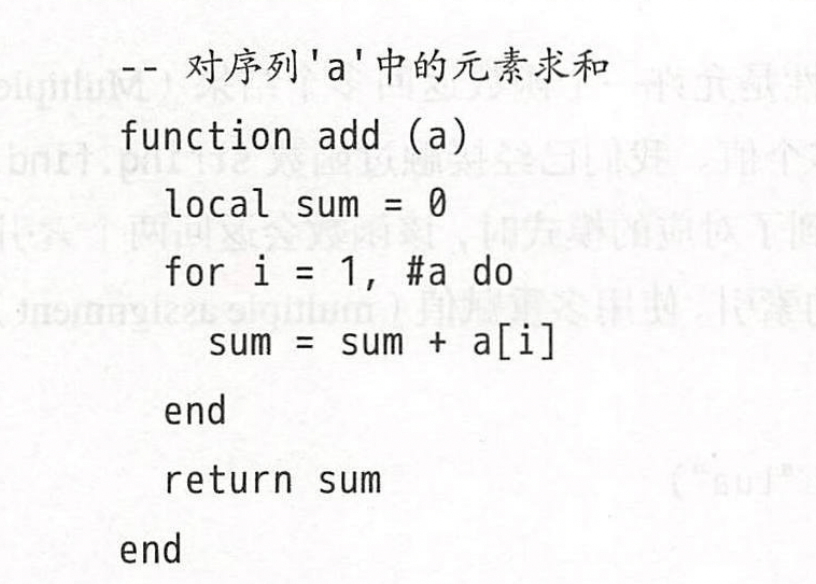 -- 对序列'a'中的元素求和
function add (a)
  local sum = 0
  for i = 1, #a do
    sum = sum + a[i]
  end
  return sum
end